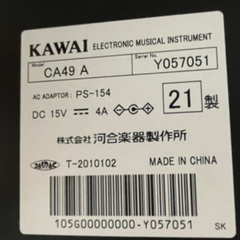 KAWAI ELECTRONIC MUSICAL INSTRUMENT
Model CA49 A Serial No. Y057051
AC ADAPTOR: PS-154
DC 15V ⎓ 4A
21 製
株式会社 河合楽器製作所
T-2010102 MADE IN CHINA
105G00000000-Y057051
SK